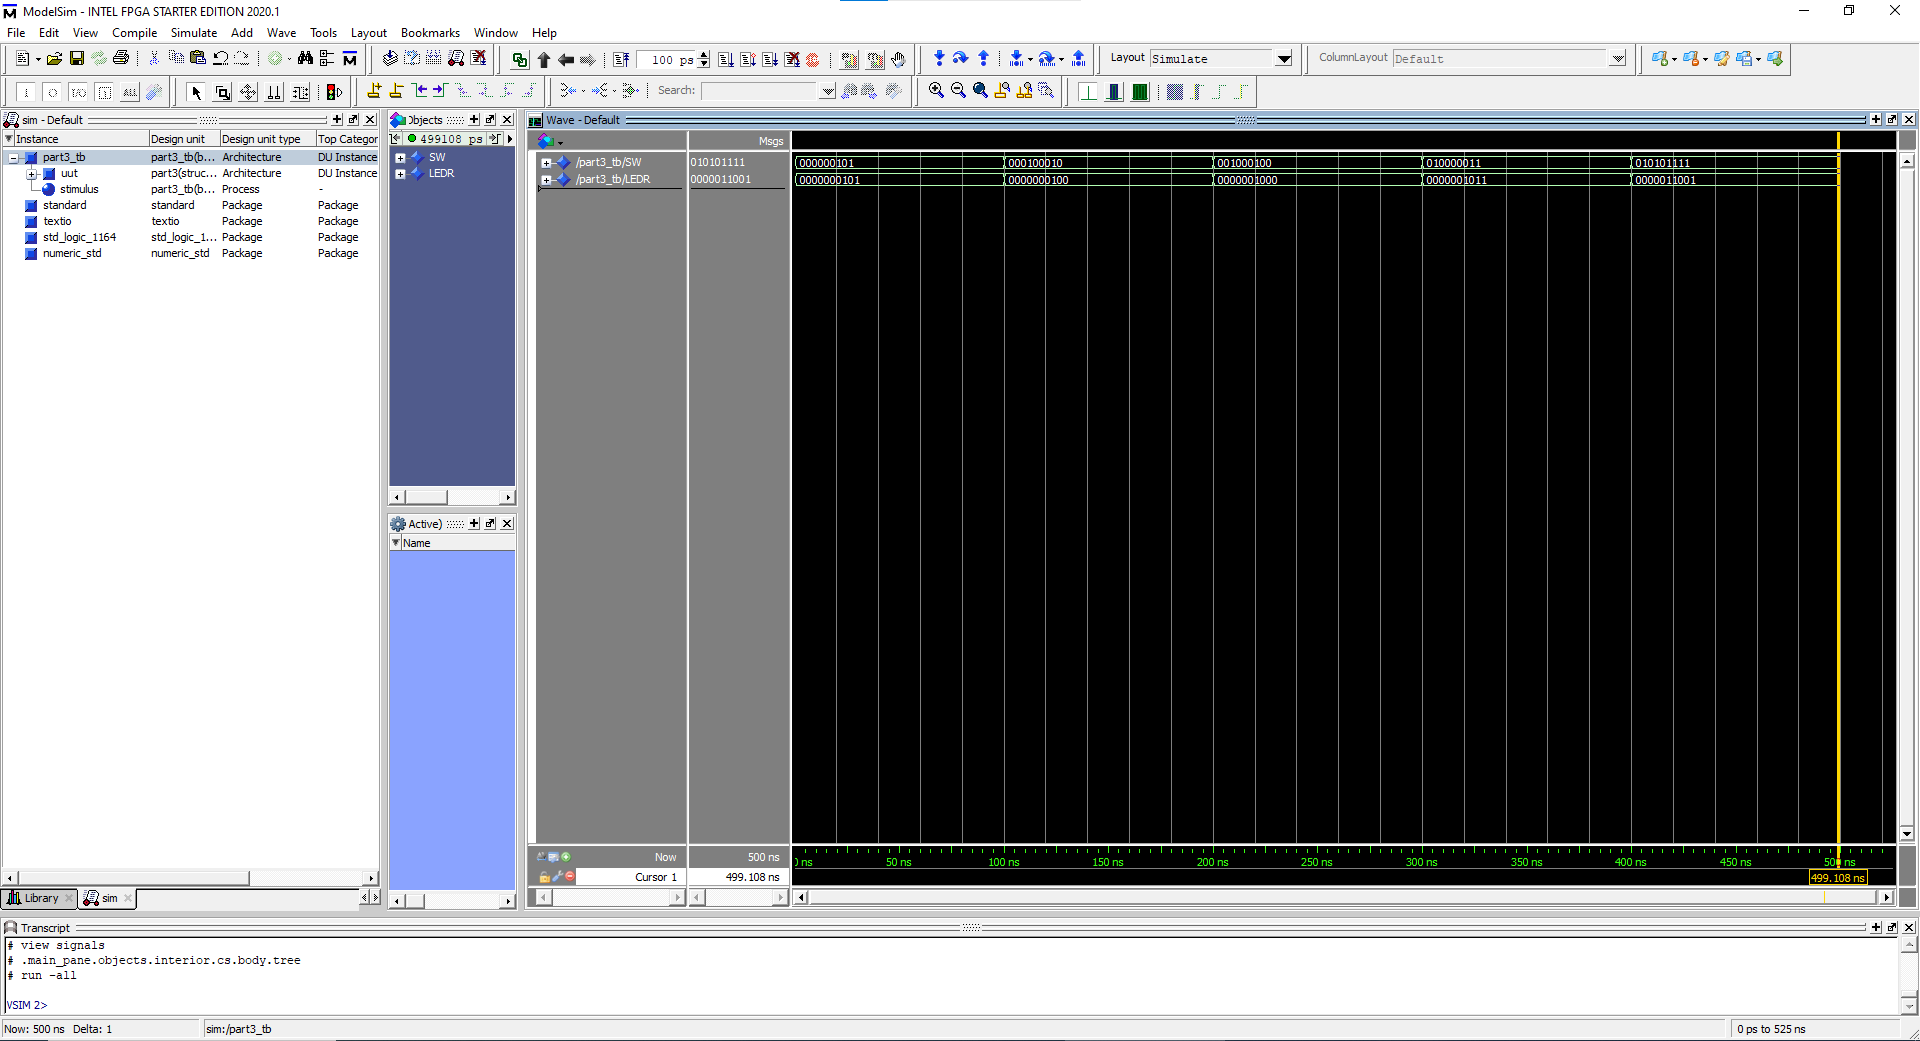 ModelSim - INTEL FPGA STARTER EDITION 2020.1
File Edit View Compile Simulate Add Wave Tools Layout Bookmarks Window Help
100 ps
Layout Simulate
ColumnLayout Default
ALL
Search:
sim - Default
Instance Design unit Design unit type Top Categor
part3_tb part3_tb(b... Architecture DU Instance
uut part3(struc... Architecture DU Instance
stimulus part3_tb(b... Process -
standard standard Package Package
textio textio Package Package
std_logic_1164 std_logic_1... Package Package
numeric_std numeric_std Package Package
Library sim
Objects
499108 ps
SW
LEDR
Active)
Name
Wave - Default
Msgs
/part3_tb/SW 010101111 000000101 000100010 001000100 010000011 010101111
/part3_tb/LEDR 0000011001 0000000101 0000000100 0000001000 0000001011 0000011001
Now 500 ns
ns 50 ns 100 ns 150 ns 200 ns 250 ns 300 ns 350 ns 400 ns 450 ns 500 ns
Cursor 1 499.108 ns
499.108 ns
Transcript
# view signals
# .main_pane.objects.interior.cs.body.tree
# run -all
VSIM 2>
Now: 500 ns Delta: 1
sim:/part3_tb
0 ps to 525 ns